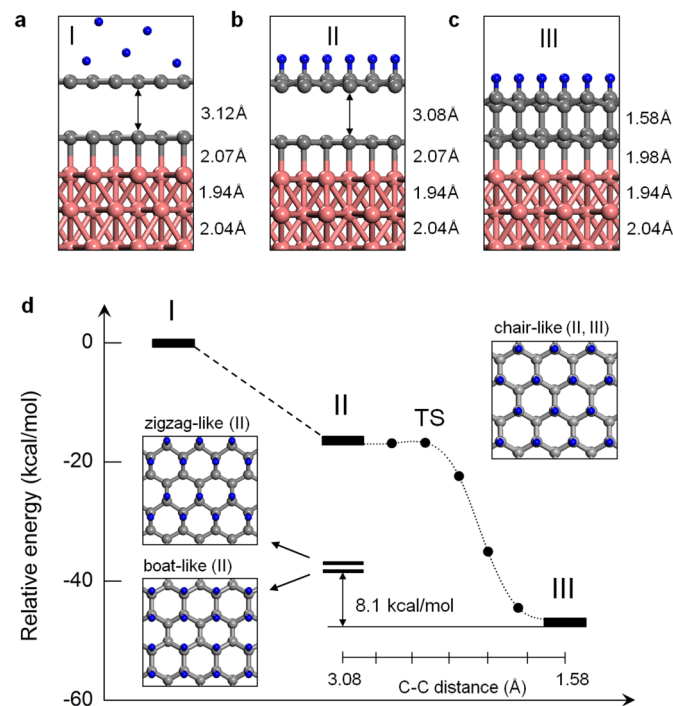 a
I
3.12Å
2.07Å
1.94Å
2.04Å
b
II
3.08Å
2.07Å
1.94Å
2.04Å
c
III
1.58Å
1.98Å
1.94Å
2.04Å
d
Relative energy (kcal/mol)
0
-20
-40
-60
I
II
TS
III
chair-like (II, III)
zigzag-like (II)
boat-like (II)
8.1 kcal/mol
3.08
C-C distance (Å)
1.58